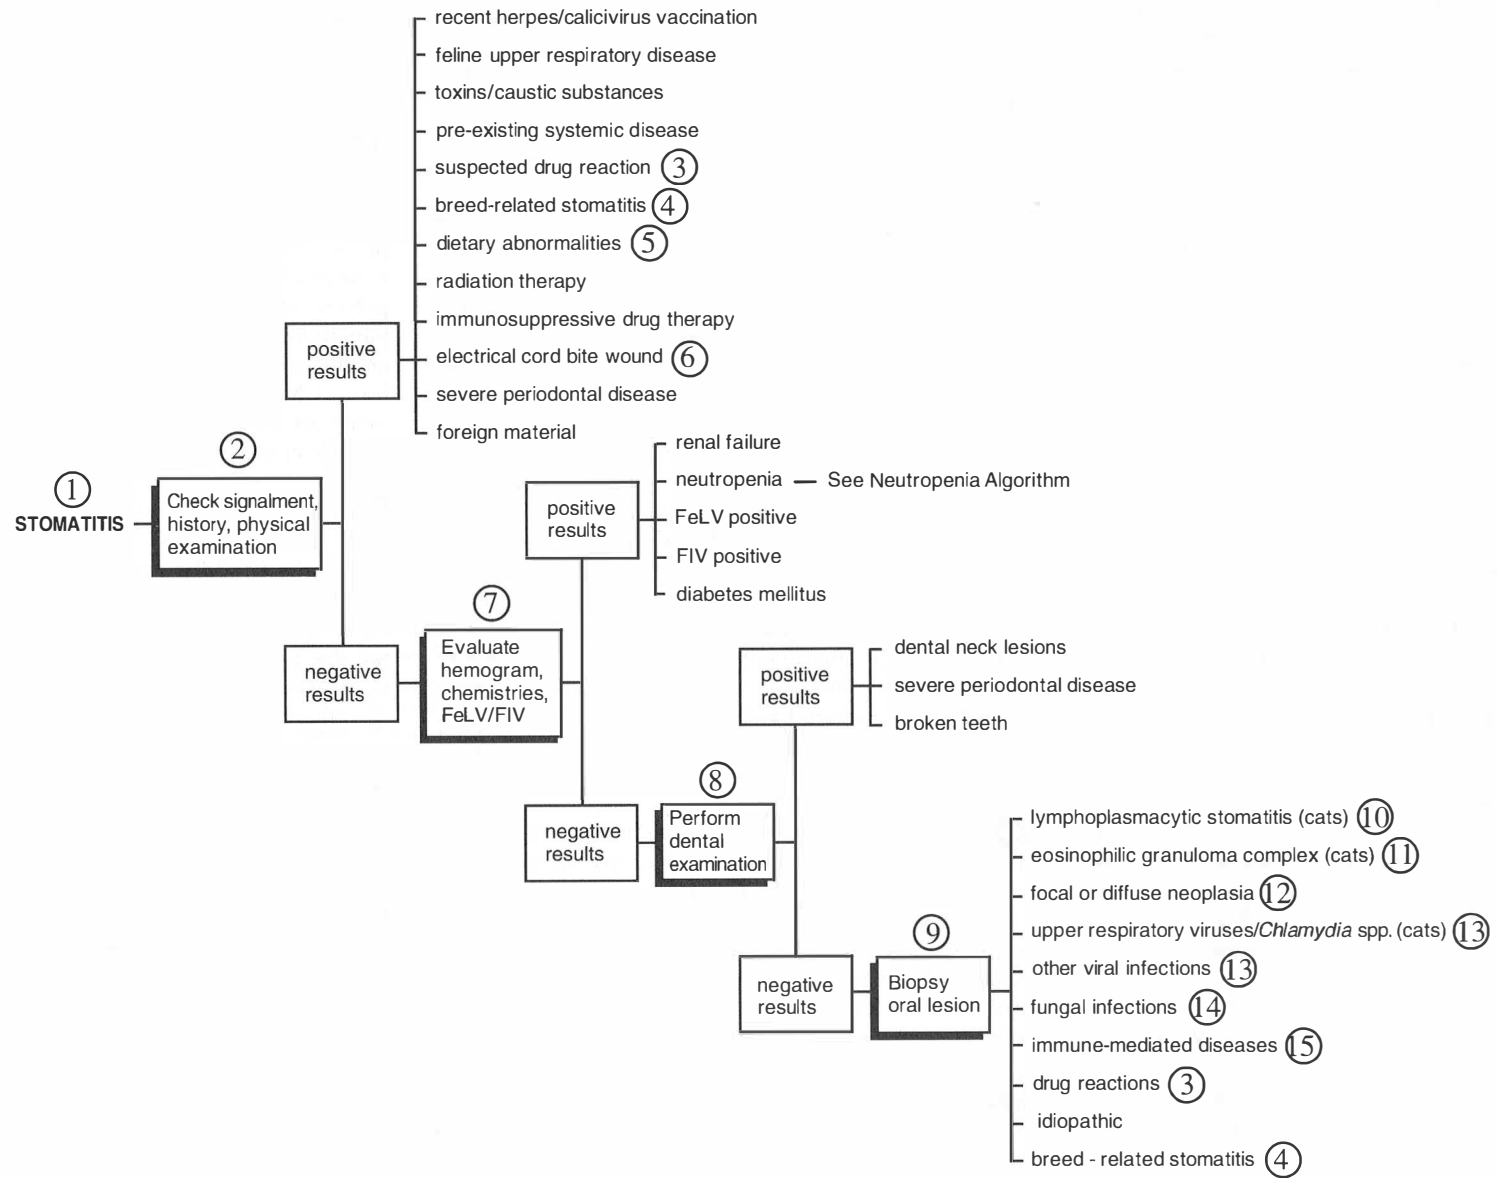 recent herpes/calicivirus vaccination
feline upper respiratory disease
toxins/caustic substances
pre-existing systemic disease
suspected drug reaction 3
breed-related stomatitis 4
dietary abnormalities 5
radiation therapy
immunosuppressive drug therapy
electrical cord bite wound 6
severe periodontal disease
foreign material
positive
results
2
1
STOMATITIS
Check signalment,
history, physical
examination
renal failure
neutropenia — See Neutropenia Algorithm
FeLV positive
FIV positive
diabetes mellitus
positive
results
negative
results
7
Evaluate
hemogram,
chemistries,
FeLV/FIV
dental neck lesions
severe periodontal disease
broken teeth
positive
results
negative
results
8
Perform
dental
examination
lymphoplasmacytic stomatitis (cats) 10
eosinophilic granuloma complex (cats) 11
focal or diffuse neoplasia 12
upper respiratory viruses/Chlamydia spp. (cats) 13
other viral infections 13
fungal infections 14
immune-mediated diseases 15
drug reactions 3
idiopathic
breed - related stomatitis 4
negative
results
9
Biopsy
oral lesion